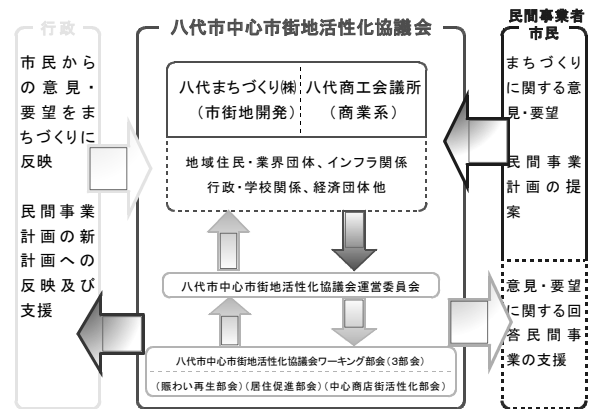 行政
市民から
の意見・
要望をま
ちづくりに
反映
民間事業
計画の新
計画への
反映及び
支援
八代市中心市街地活性化協議会
八代まちづくり㈱
(市街地開発)
八代商工会議所
(商業系)
地域住民・業界団体、インフラ関係
行政・学校関係、経済団体他
八代市中心市街地活性化協議会運営委員会
八代市中心市街地活性化協議会ワーキング部会(3部会)
(賑わい再生部会)(居住促進部会)(中心商店街活性化部会)
民間事業者
市民
まちづくり
に関する意
見・要望
民間事業
計画の提
案
意見・要望
に関する回
答民間事
業の支援